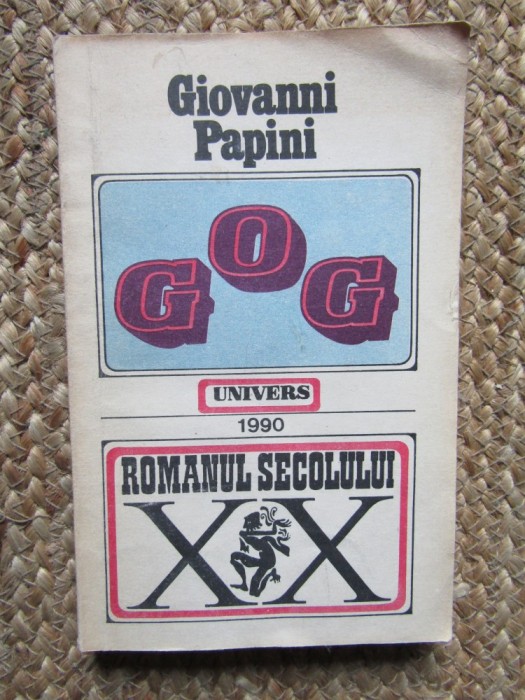 Giovanni
Papini
GOG
UNIVERS
1990
ROMANUL SECOLULUI
XX